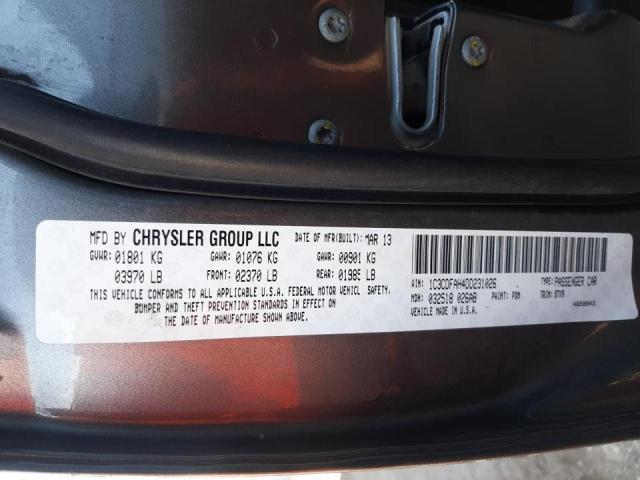 MFD BY CHRYSLER GROUP LLC DATE OF MFR(BUILT): MAR 13
GVWR: 01801 KG GAWR: 01076 KG GAWR: 00901 KG
03970 LB FRONT: 02370 LB REAR: 01985 LB
THIS VEHICLE CONFORMS TO ALL APPLICABLE U.S.A. FEDERAL MOTOR VEHICL SAFETY,
BUMPER AND THEFT PREVENTION STANDARDS IN EFFECT ON
THE DATE OF MANUFACTURE SHOWN ABOVE.
VIN: 1C3CDFAH4DD231026 TYPE: PASSENGER CAR
MDH: 032518 026AB PAINT: PDM TRIM: BTX9
VEHICLE MADE IN U.S.A.